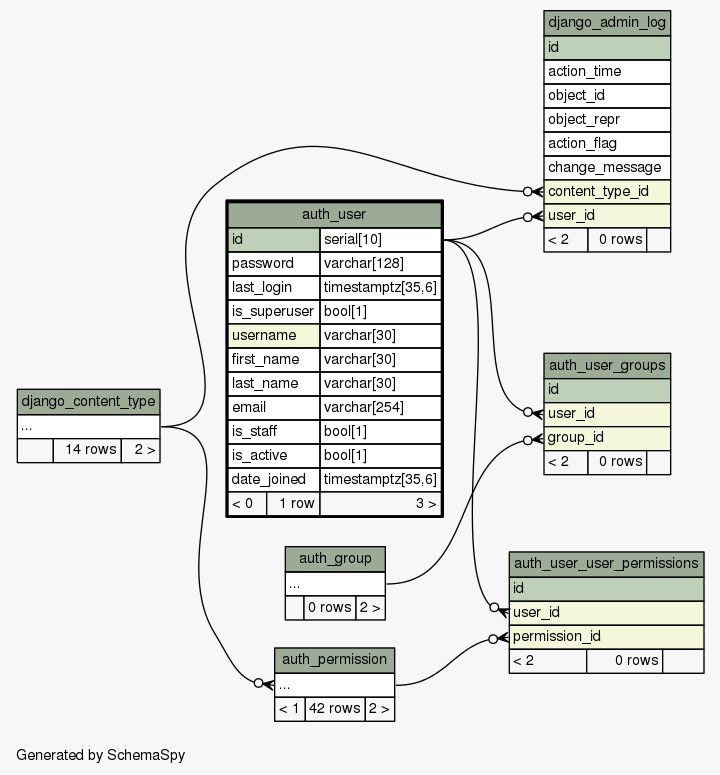 django_admin_log
id
action_time
object_id
object_repr
action_flag
change_message
content_type_id
user_id
< 2 0 rows
auth_user
id serial[10]
password varchar[128]
last_login timestamptz[35,6]
is_superuser bool[1]
username varchar[30]
first_name varchar[30]
last_name varchar[30]
email varchar[254]
is_staff bool[1]
is_active bool[1]
date_joined timestamptz[35,6]
< 0 1 row 3 >
django_content_type
...
14 rows 2 >
auth_user_groups
id
user_id
group_id
< 2 0 rows
auth_group
...
0 rows 2 >
auth_user_user_permissions
id
user_id
permission_id
< 2 0 rows
auth_permission
...
< 1 42 rows 2 >
Generated by SchemaSpy